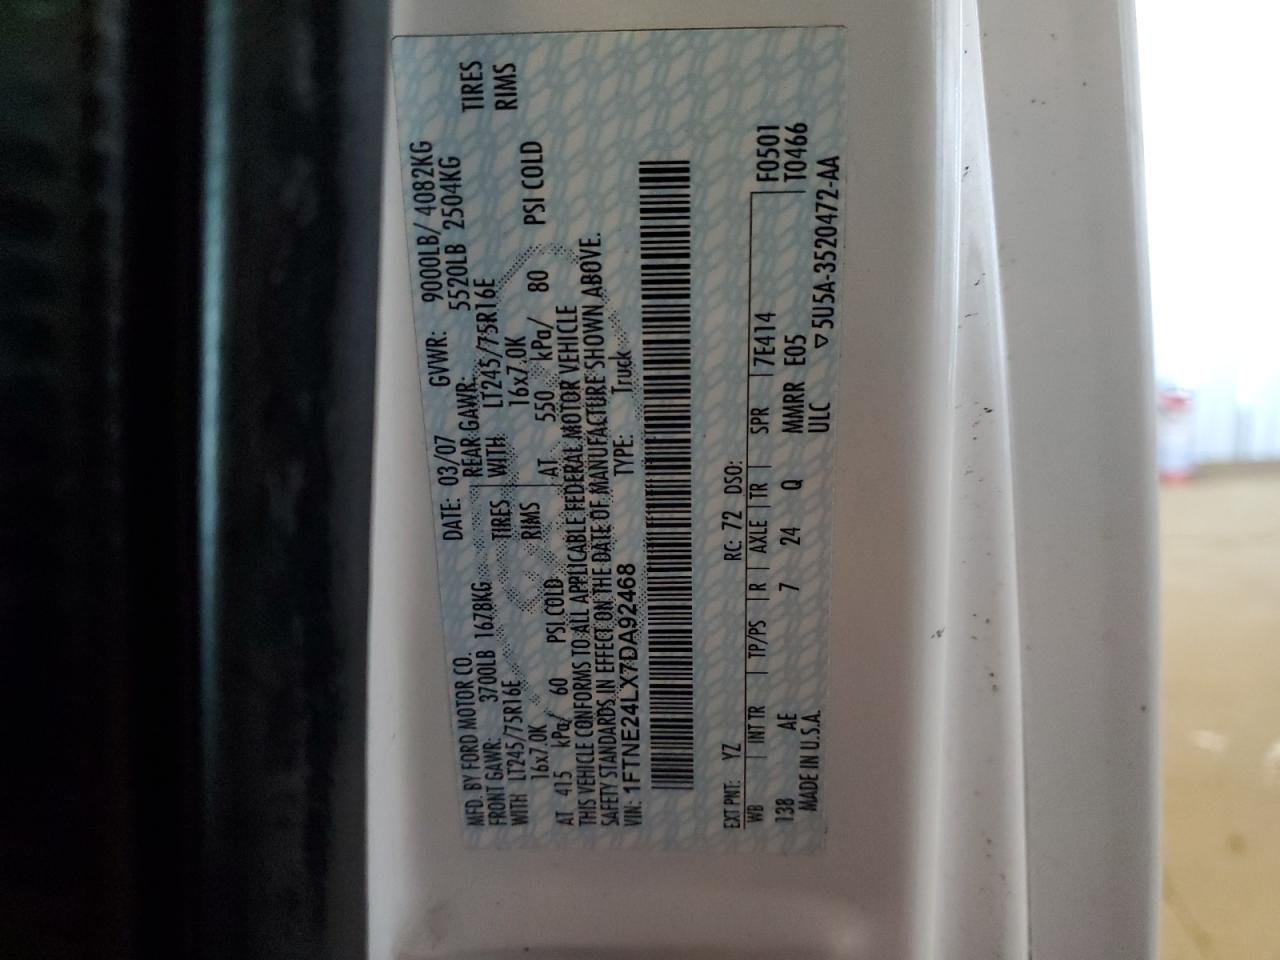 MFD. BY FORD MOTOR CO. DATE: 03/07 GVWR: 9000LB/ 4082KG
FRONT GAWR: 3700LB 1678KG REAR GAWR: 5520LB 2504KG
WITH LT245/75R16E TIRES WITH LT245/75R16E TIRES
16x7.0K RIMS 16x7.0K RIMS
AT 415 kPa/ 60 PSI COLD AT 550 kPa/ 80 PSI COLD
THIS VEHICLE CONFORMS TO ALL APPLICABLE FEDERAL MOTOR VEHICLE
SAFETY STANDARDS IN EFFECT ON THE DATE OF MANUFACTURE SHOWN ABOVE.
VIN: 1FTNE24LX7DA92468 TYPE: Truck
EXT PNT: YZ RC: 72 DSO:
WB INT TR TP/PS R AXLE TR SPR 7E414 F0501
138 AE 7 24 Q MMRR E05 T0466
MADE IN U.S.A. ULC ▽5U5A-3520472-AA